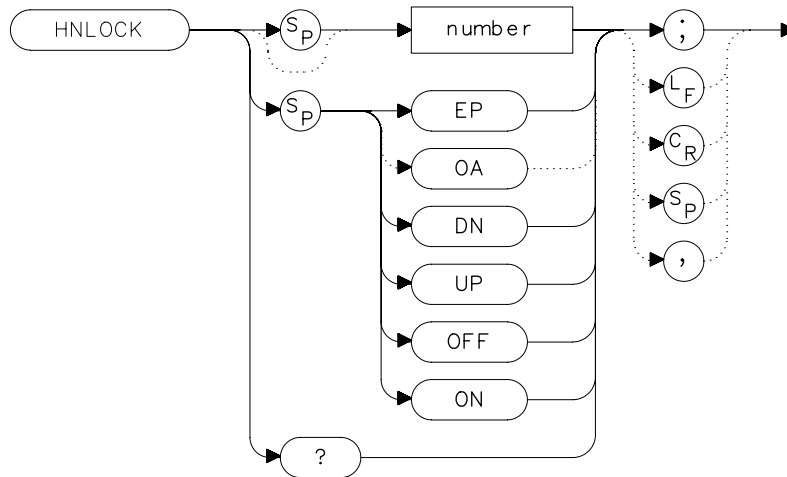 HNLOCK SP number ;
LF
SP EP
CR
OA
SP
DN
,
UP
OFF
ON
?